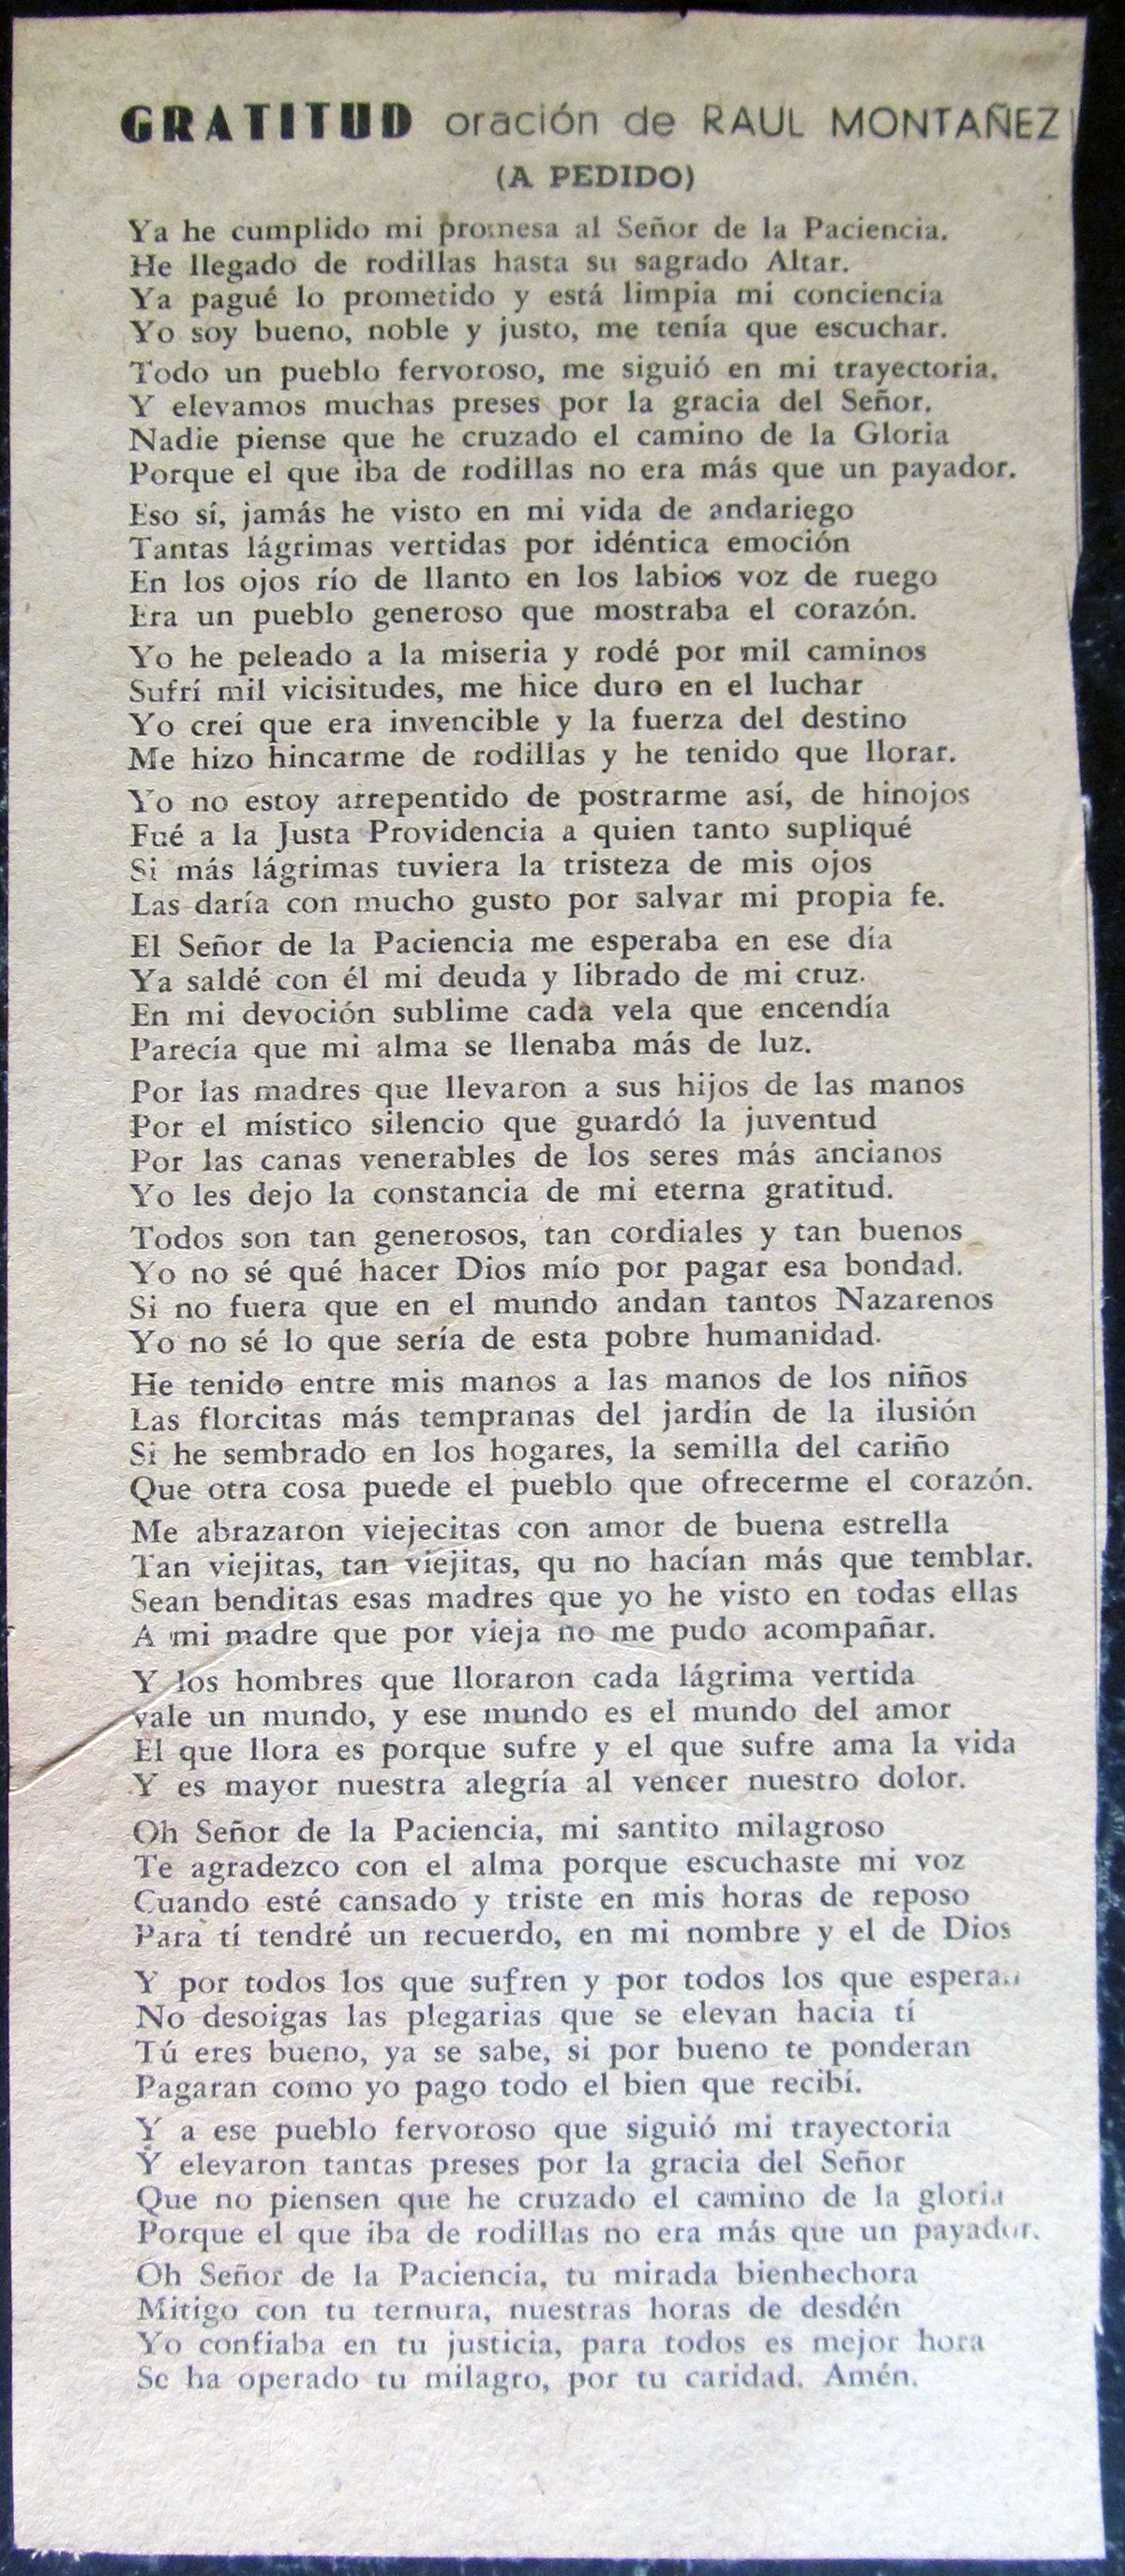 GRATITUD oración de RAUL MONTAÑEZ
(A PEDIDO)
Ya he cumplido mi promesa al Señor de la Paciencia.
He llegado de rodillas hasta su sagrado Altar.
Ya pagué lo prometido y está limpia mi conciencia
Yo soy bueno, noble y justo, me tenía que escuchar.
Todo un pueblo fervoroso, me siguió en mi trayectoria.
Y elevamos muchas preses por la gracia del Señor.
Nadie piense que he cruzado el camino de la Gloria
Porque el que iba de rodillas no era más que un payador.
Eso sí, jamás he visto en mi vida de andariego
Tantas lágrimas vertidas por idéntica emoción
En los ojos río de llanto en los labios voz de ruego
Era un pueblo generoso que mostraba el corazón.
Yo he peleado a la miseria y rodé por mil caminos
Sufrí mil vicisitudes, me hice duro en el luchar
Yo creí que era invencible y la fuerza del destino
Me hizo hincarme de rodillas y he tenido que llorar.
Yo no estoy arrepentido de postrarme así, de hinojos
Fué a la Justa Providencia a quien tanto supliqué
Si más lágrimas tuviera la tristeza de mis ojos
Las daría con mucho gusto por salvar mi propia fe.
El Señor de la Paciencia me esperaba en ese día
Ya saldé con él mi deuda y librado de mi cruz.
En mi devoción sublime cada vela que encendía
Parecía que mi alma se llenaba más de luz.
Por las madres que llevaron a sus hijos de las manos
Por el místico silencio que guardó la juventud
Por las canas venerables de los seres más ancianos
Yo les dejo la constancia de mi eterna gratitud.
Todos son tan generosos, tan cordiales y tan buenos
Yo no sé qué hacer Dios mío por pagar esa bondad.
Si no fuera que en el mundo andan tantos Nazarenos
Yo no sé lo que sería de esta pobre humanidad.
He tenido entre mis manos a las manos de los niños
Las florcitas más tempranas del jardín de la ilusión
Si he sembrado en los hogares, la semilla del cariño
Que otra cosa puede el pueblo que ofrecerme el corazón.
Me abrazaron viejecitas con amor de buena estrella
Tan viejitas, tan viejitas, qu no hacían más que temblar.
Sean benditas esas madres que yo he visto en todas ellas
A mi madre que por vieja no me pudo acompañar.
Y los hombres que lloraron cada lágrima vertida
vale un mundo, y ese mundo es el mundo del amor
El que llora es porque sufre y el que sufre ama la vida
Y es mayor nuestra alegría al vencer nuestro dolor.
Oh Señor de la Paciencia, mi santito milagroso
Te agradezco con el alma porque escuchaste mi voz
Cuando esté cansado y triste en mis horas de reposo
Para tí tendré un recuerdo, en mi nombre y el de Dios
Y por todos los que sufren y por todos los que esperan
No desoigas las plegarias que se elevan hacia tí
Tú eres bueno, ya se sabe, si por bueno te ponderan
Pagaran como yo pago todo el bien que recibí.
Y a ese pueblo fervoroso que siguió mi trayectoria
Y elevaron tantas preses por la gracia del Señor
Que no piensen que he cruzado el camino de la gloria
Porque el que iba de rodillas no era más que un payador.
Oh Señor de la Paciencia, tu mirada bienhechora
Mitigo con tu ternura, nuestras horas de desdén
Yo confiaba en tu justicia, para todos es mejor hora
Se ha operado tu milagro, por tu caridad. Amén.